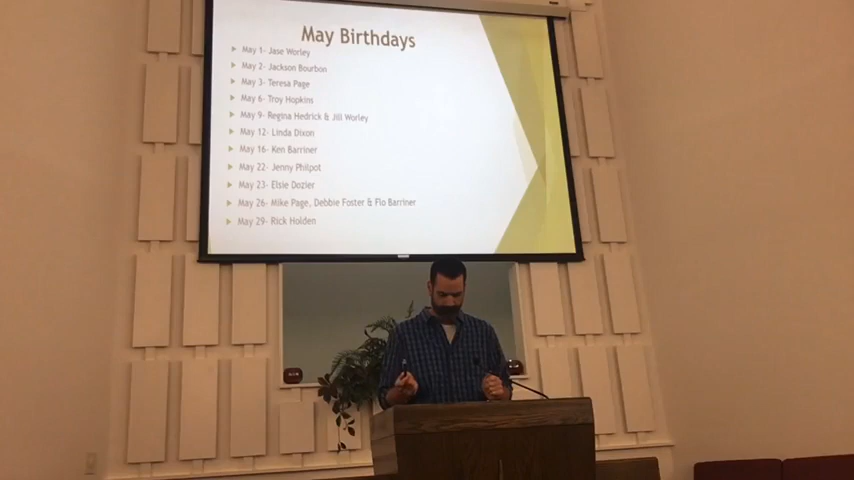 May Birthdays
May 1- Jase Worley
May 2- Jackson Bourbon
May 3- Teresa Page
May 6- Troy Hopkins
May 9- Regina Hedrick & Jill Worley
May 12- Linda Dixon
May 16- Ken Barriner
May 22- Jenny Philpot
May 23- Elsie Dozier
May 26- Mike Page, Debbie Foster & Flo Barriner
May 29- Rick Holden